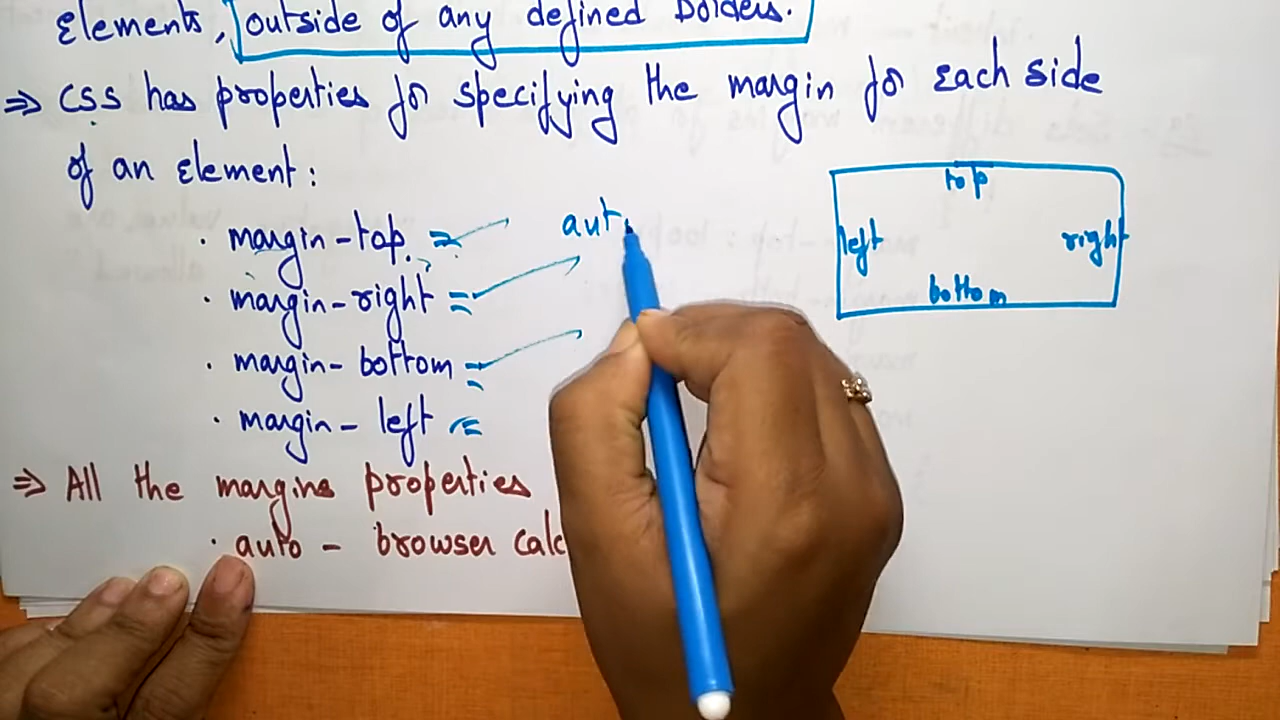 Elements, outside of any defined borders.
⇒ CSS has properties for specifying the margin for each side
of an Element:
· margin-top =
aut
· margin-right =
· margin-bottom =
· margin-left =
top
left
right
bottom
⇒ All the margins properties
· auto - browser calc